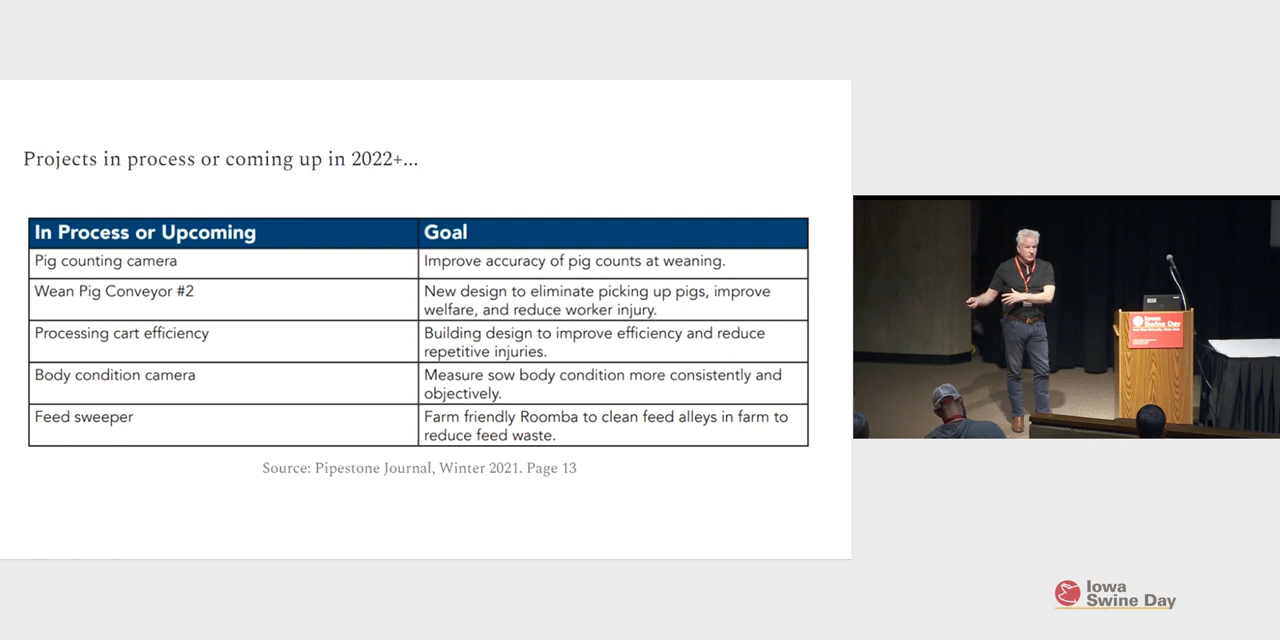 Projects in process or coming up in 2022+...
In Process or Upcoming
Goal
Pig counting camera
Improve accuracy of pig counts at weaning.
Wean Pig Conveyor #2
New design to eliminate picking up pigs, improve
welfare, and reduce worker injury.
Processing cart efficiency
Building design to improve efficiency and reduce
repetitive injuries.
Body condition camera
Measure sow body condition more consistently and
objectively.
Feed sweeper
Farm friendly Roomba to clean feed alleys in farm to
reduce feed waste.
Source: Pipestone Journal, Winter 2021. Page 13
Iowa
Swine Day
Iowa
Swine Day